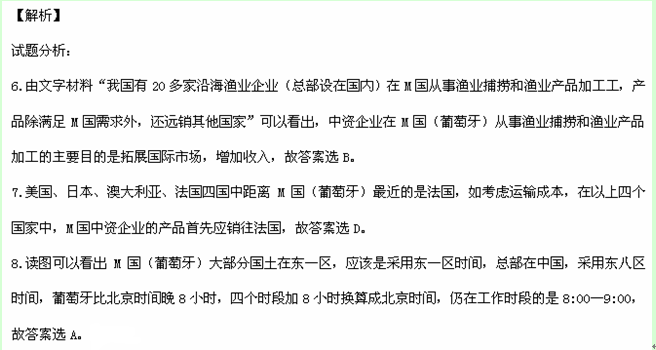 【解析】
试题分析：
6.由文字材料“我国有 20 多家沿海渔业企业（总部设在国内）在 M 国从事渔业捕捞和渔业产品加工工，产
品除满足 M 国需求外，还远销其他国家”可以看出，中资企业在 M 国（葡萄牙）从事渔业捕捞和渔业产品
加工的主要目的是拓展国际市场，增加收入，故答案选 B。
7.美国、日本、澳大利亚、法国四国中距离 M 国（葡萄牙）最近的是法国，如考虑运输成本，在以上四个
国家中，M 国中资企业的产品首先应销往法国，故答案选 D。
8.读图可以看出 M 国（葡萄牙）大部分国土在东一区，应该是采用东一区时间，总部在中国，采用东八区
时间，葡萄牙比北京时间晚 8 小时，四个时段加 8 小时换算成北京时间，仍在工作时段的是 8:00—9:00，
故答案选 A。